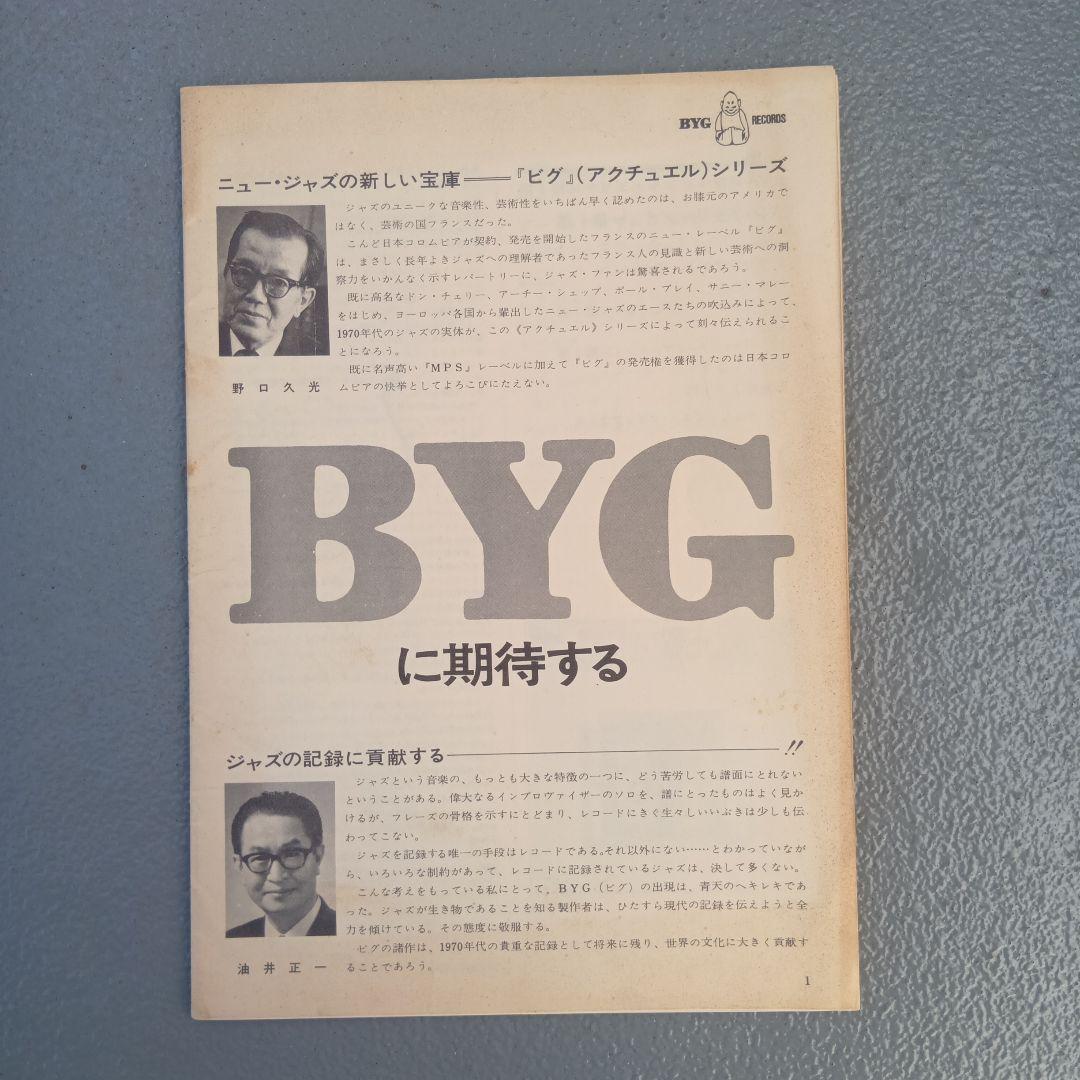 BYG RECORDS
ニュー・ジャズの新しい宝庫――『ビグ』(アクチュエル)シリーズ
ジャズのユニークな音楽性、芸術性をいちばん早く認めたのは、お膝元のアメリカで
はなく、芸術の国フランスだった。
こんど日本コロムビアが契約、発売を開始したフランスのニュー・レーベル『ビグ』
は、まさしく長年よきジャズへの理解者であったフランス人の見識と新しい芸術への洞
察力をいかんなく示すレパートリーに、ジャズ・ファンは驚喜されるであろう。
既に高名なドン・チェリー、アーチー・シェップ、ポール・ブレイ、サニー・マレー
をはじめ、ヨーロッパ各国から輩出したニュー・ジャズのエースたちの吹込みによって、
1970年代のジャズの実体が、この《アクチュエル》シリーズによって刻々伝えられるこ
とになろう。
既に名声高い『MPS』レーベルに加えて『ビグ』の発売権を獲得したのは日本コロ
ムビアの快挙としてよろこびにたえない。
野口久光
BYG
に期待する
ジャズの記録に貢献する――!!
ジャズという音楽の、もっとも大きな特徴の一つに、どう苦労しても譜面にとれない
ということがある。偉大なるインプロヴァイザーのソロを、譜にとったものはよく見か
けるが、フレーズの骨格を示すにとどまり、レコードにきく生々しいいぶきは少しも伝
わってこない。
ジャズを記録する唯一の手段はレコードである。それ以外にない……とわかっていなが
ら、いろいろな制約があって、レコードに記録されているジャズは、決して多くない。
こんな考えをもっている私にとって、BYG(ビグ)の出現は、青天のヘキレキであ
った。ジャズが生き物であることを知る製作者は、ひたすら現代の記録を伝えようと全
力を傾けている。その態度に敬服する。
ビグの諸作は、1970年代の貴重な記録として将来に残り、世界の文化に大きく貢献す
ることであろう。
油井正一
1